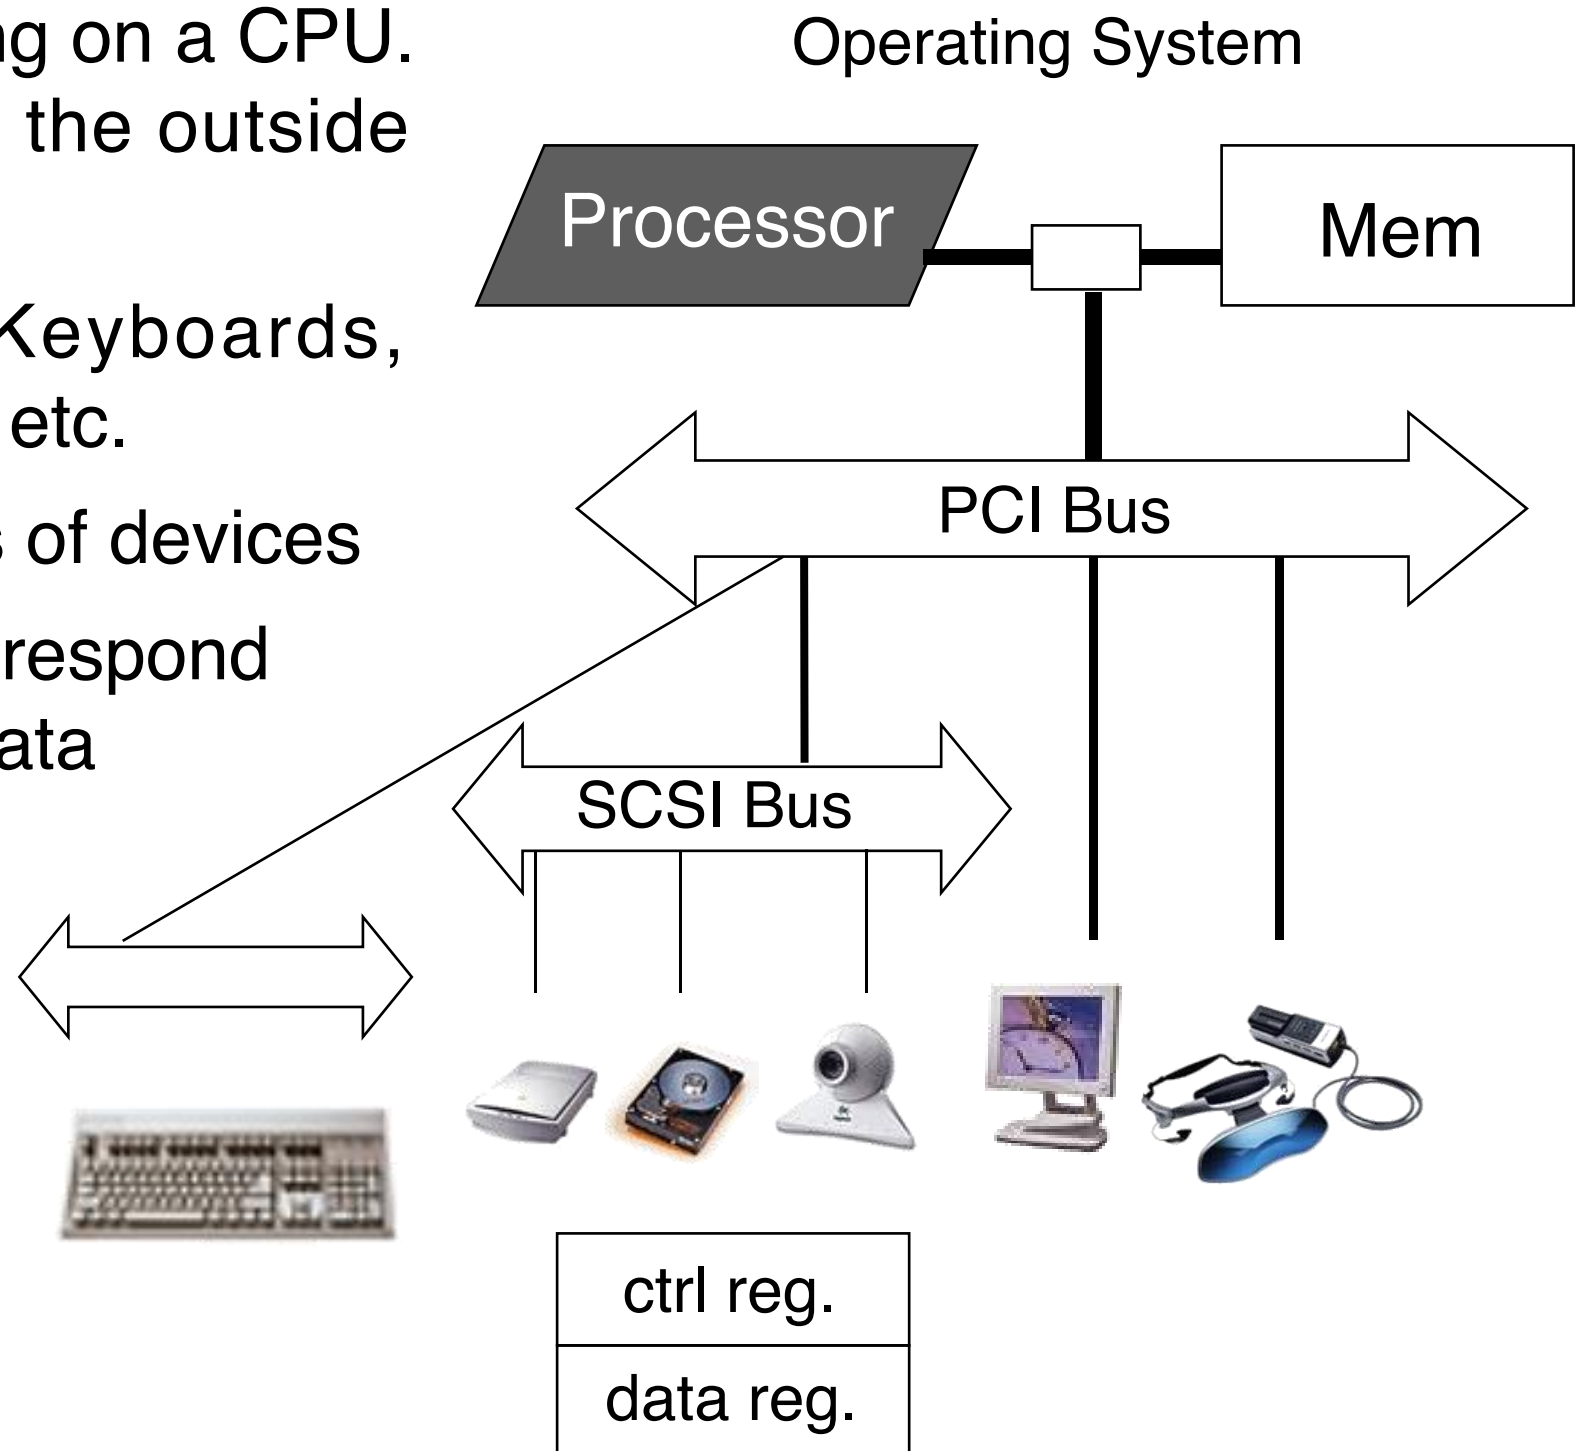 ng on a CPU.
the outside
Keyboards,
etc.
s of devices
respond
ata
Operating System
Processor
Mem
PCI Bus
SCSI Bus
ctrl reg.
data reg.